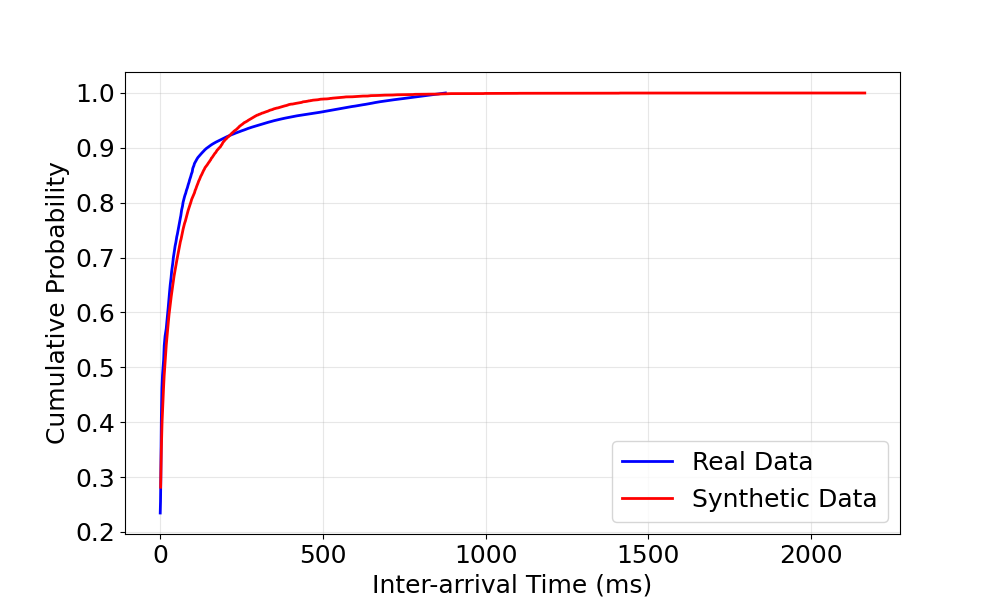 1.0
0.9
0.8
0.7
0.6
0.5
0.4
0.3
0.2
Cumulative Probability
Real Data
Synthetic Data
0 500 1000 1500 2000
Inter-arrival Time (ms)